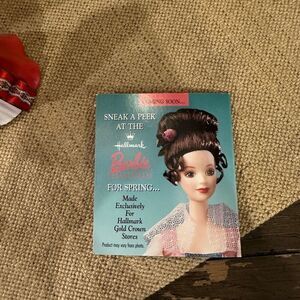 COMING SOON...
SNEAK A PEEK
AT THE
Hallmark
Barbie
FOR SPRING...
Made
Exclusively
For
Hallmark
Gold Crown
Stores
Product may vary from photo.